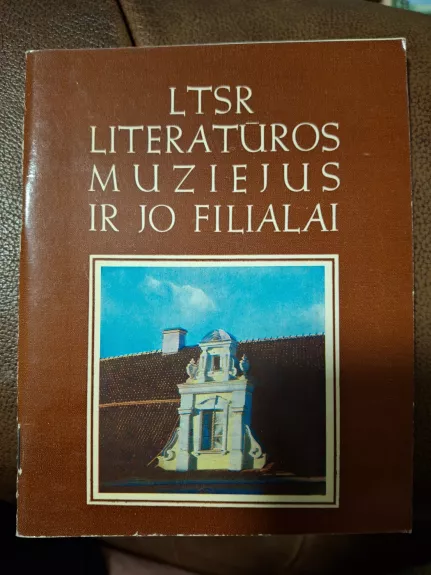 LTSR
LITERATŪROS
MUZIEJUS
IR JO FILIALAI